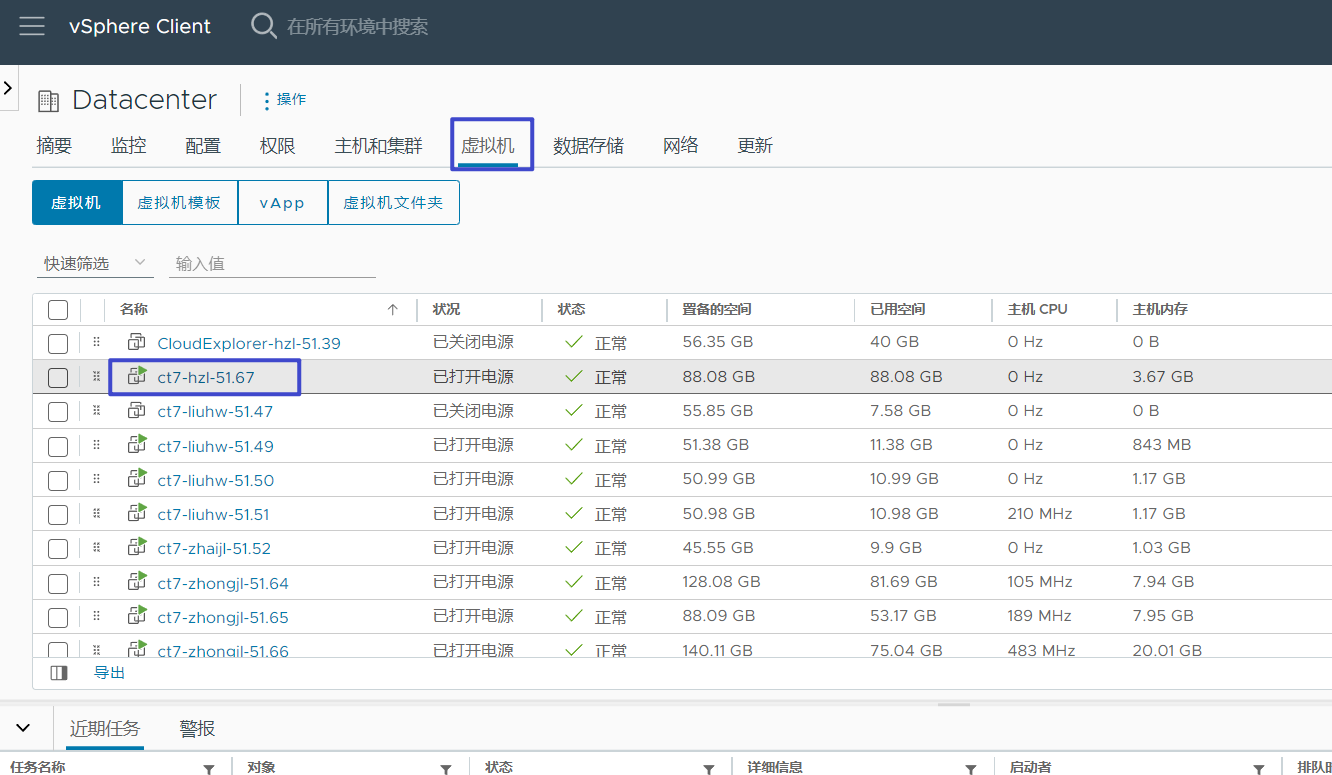 vSphere Client 在所有环境中搜索
Datacenter 操作
摘要 监控 配置 权限 主机和集群 虚拟机 数据存储 网络 更新
虚拟机 虚拟机模板 vApp 虚拟机文件夹
快速筛选 输入值
名称 状况 状态 置备的空间 已用空间 主机 CPU 主机内存
CloudExplorer-hzl-51.39 已关闭电源 正常 56.35 GB 40 GB 0 Hz 0 B
ct7-hzl-51.67 已打开电源 正常 88.08 GB 88.08 GB 0 Hz 3.67 GB
ct7-liuhw-51.47 已关闭电源 正常 55.85 GB 7.58 GB 0 Hz 0 B
ct7-liuhw-51.49 已打开电源 正常 51.38 GB 11.38 GB 0 Hz 843 MB
ct7-liuhw-51.50 已打开电源 正常 50.99 GB 10.99 GB 0 Hz 1.17 GB
ct7-liuhw-51.51 已打开电源 正常 50.98 GB 10.98 GB 210 MHz 1.17 GB
ct7-zhaijl-51.52 已打开电源 正常 45.55 GB 9.9 GB 0 Hz 1.03 GB
ct7-zhongjl-51.64 已打开电源 正常 128.08 GB 81.69 GB 105 MHz 7.94 GB
ct7-zhongjl-51.65 已打开电源 正常 88.09 GB 53.17 GB 189 MHz 7.95 GB
ct7-zhongjl-51.66 已打开电源 正常 140.11 GB 75.04 GB 483 MHz 20.01 GB
导出
近期任务 警报
任务名称 对象 状态 详细信息 启动者 排队